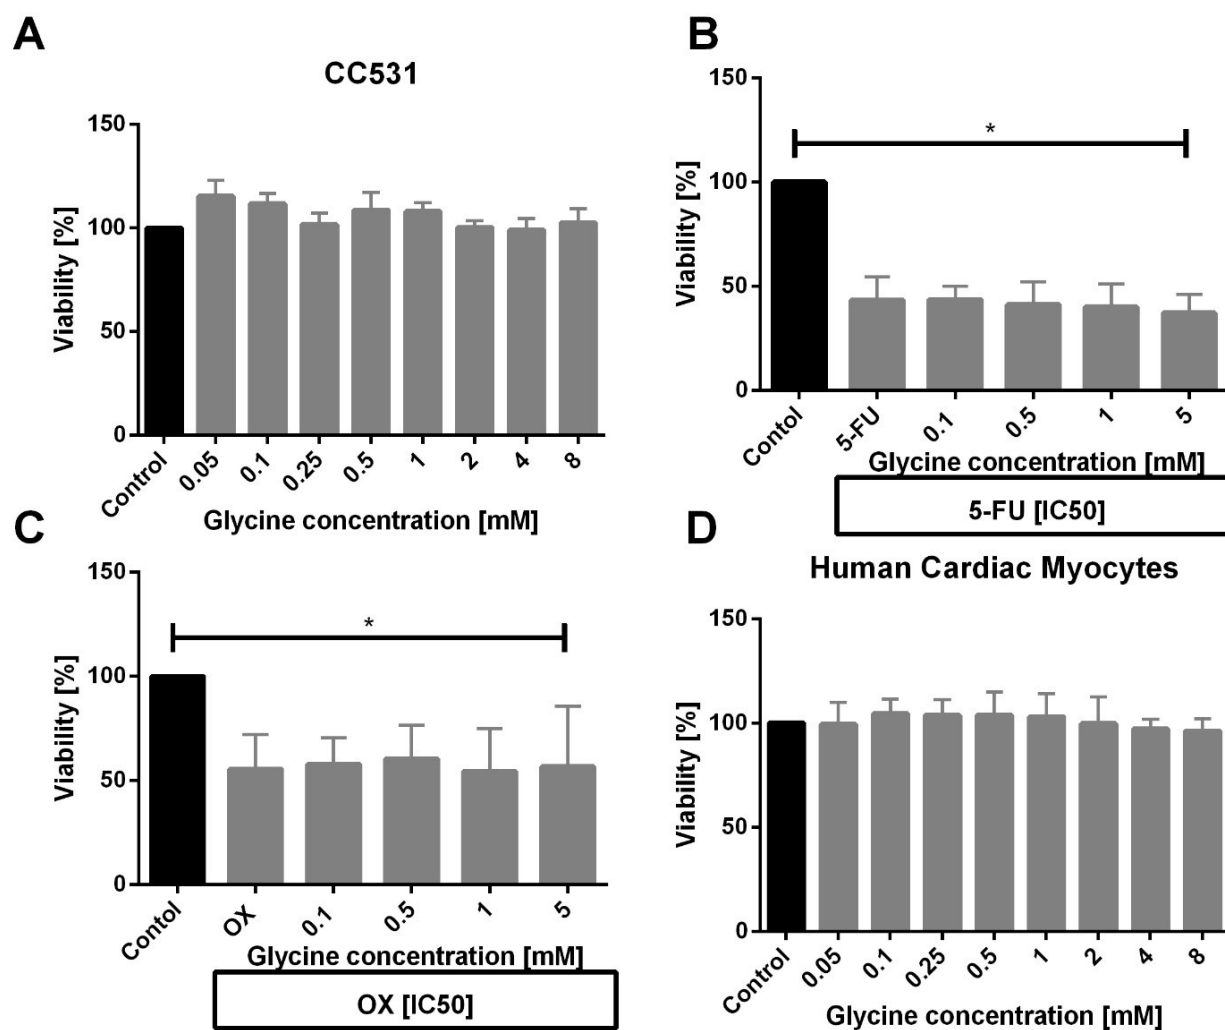 A
CC531
Viability [%]
150
100
50
0
Control
0.05
0.1
0.25
0.5
1
2
4
8
Glycine concentration [mM]
B
Viability [%]
150
100
50
0
*
Contol
5-FU
0.1
0.5
1
5
Glycine concentration [mM]
5-FU [IC50]
C
Viability [%]
150
100
50
0
*
Contol
OX
0.1
0.5
1
5
Glycine concentration [mM]
OX [IC50]
D
Human Cardiac Myocytes
Viability [%]
150
100
50
0
Control
0.05
0.1
0.25
0.5
1
2
4
8
Glycine concentration [mM]